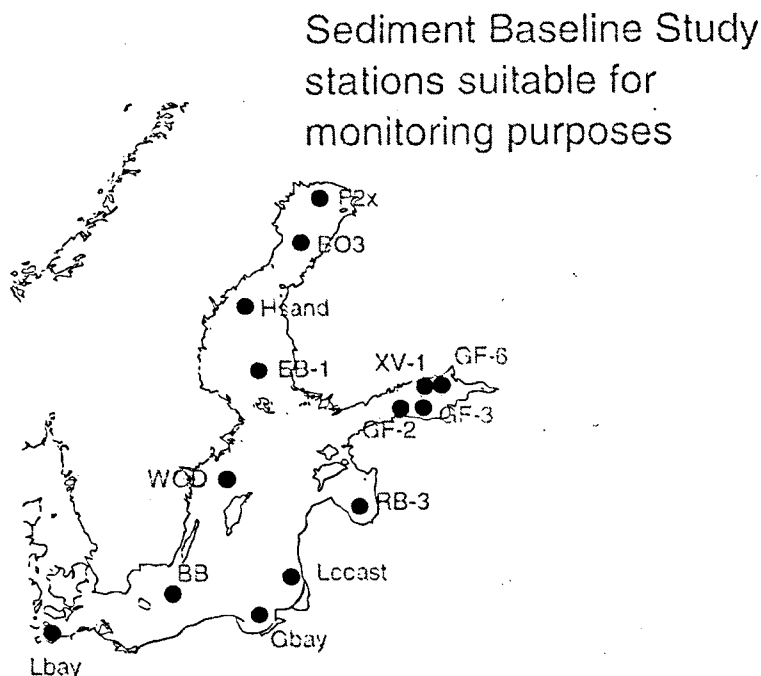 Sediment Baseline Study
stations suitable for
monitoring purposes
P2x
BO3
Hsand
EB-1
XV-1
GF-6
GF-2
GF-3
WOD
RB-3
BB
Lccast
Gbay
Lbay